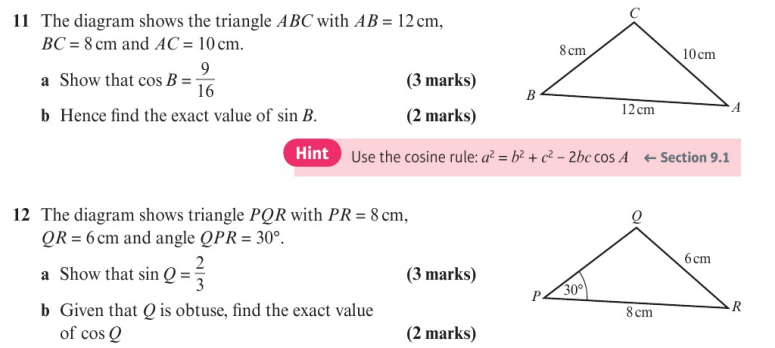 11 The diagram shows the triangle ABC with AB = 12 cm,
BC = 8 cm and AC = 10 cm.
a Show that cos B = 9/16 (3 marks)
b Hence find the exact value of sin B. (2 marks)
C
8 cm
10 cm
B
12 cm
A
Hint Use the cosine rule: a² = b² + c² – 2bc cos A ← Section 9.1
12 The diagram shows triangle PQR with PR = 8 cm,
QR = 6 cm and angle QPR = 30°.
a Show that sin Q = 2/3 (3 marks)
b Given that Q is obtuse, find the exact value
of cos Q (2 marks)
Q
6 cm
P
30°
8 cm
R